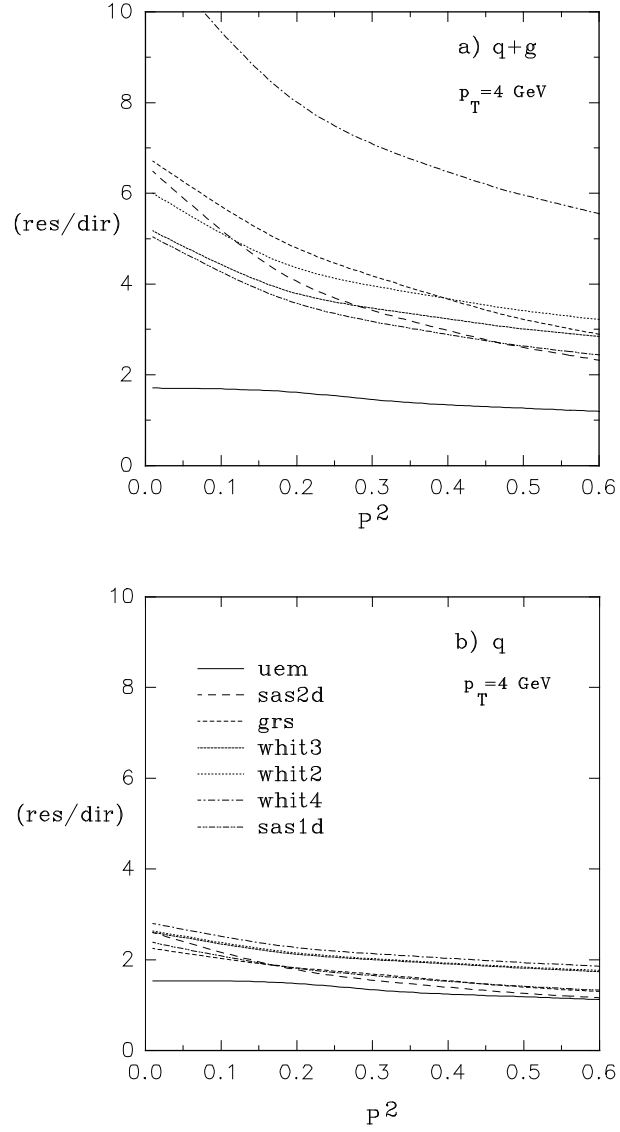 10
a) q+g
p_T=4 GeV
8
6
(res/dir)
4
2
0
0.0 0.1 0.2 0.3 0.4 0.5 0.6
P^2
10
b) q
uem
p_T=4 GeV
sas2d
8
grs
whit3
whit2
6
whit4
(res/dir)
sas1d
4
2
0
0.0 0.1 0.2 0.3 0.4 0.5 0.6
P^2